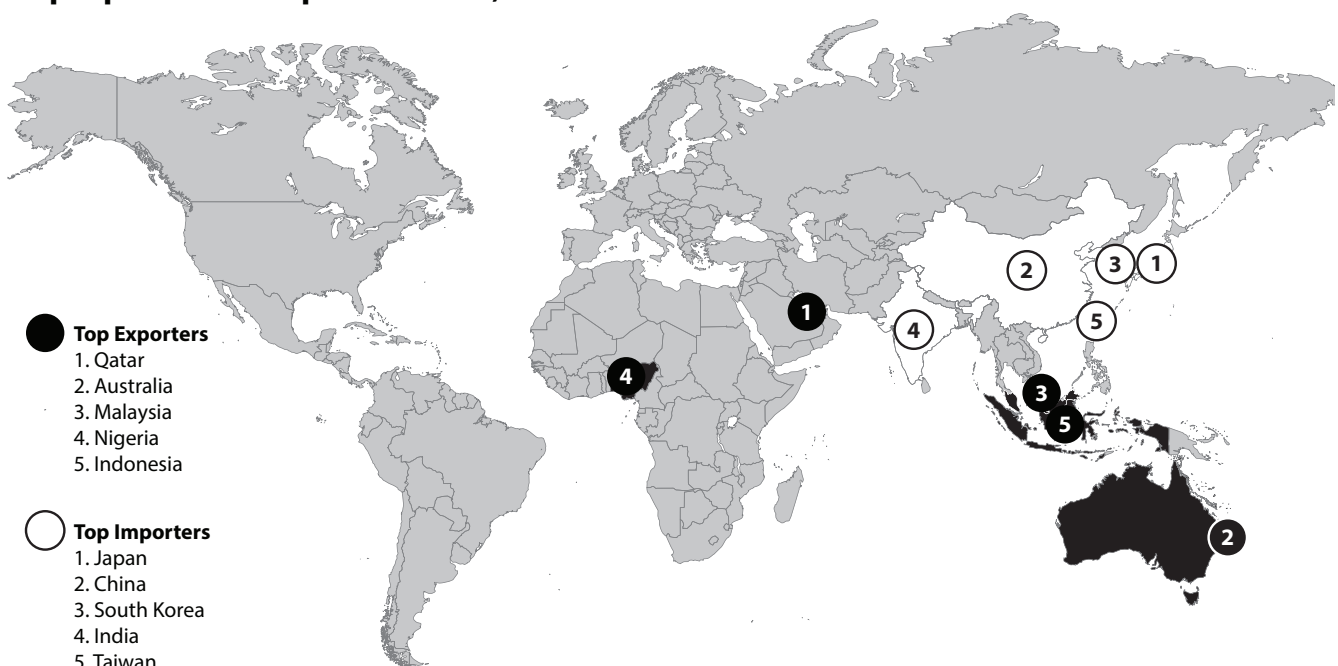 Top Exporters
1. Qatar
2. Australia
3. Malaysia
4. Nigeria
5. Indonesia
Top Importers
1. Japan
2. China
3. South Korea
4. India
5. Taiwan
2
3
1
1
4
5
4
3
5
2